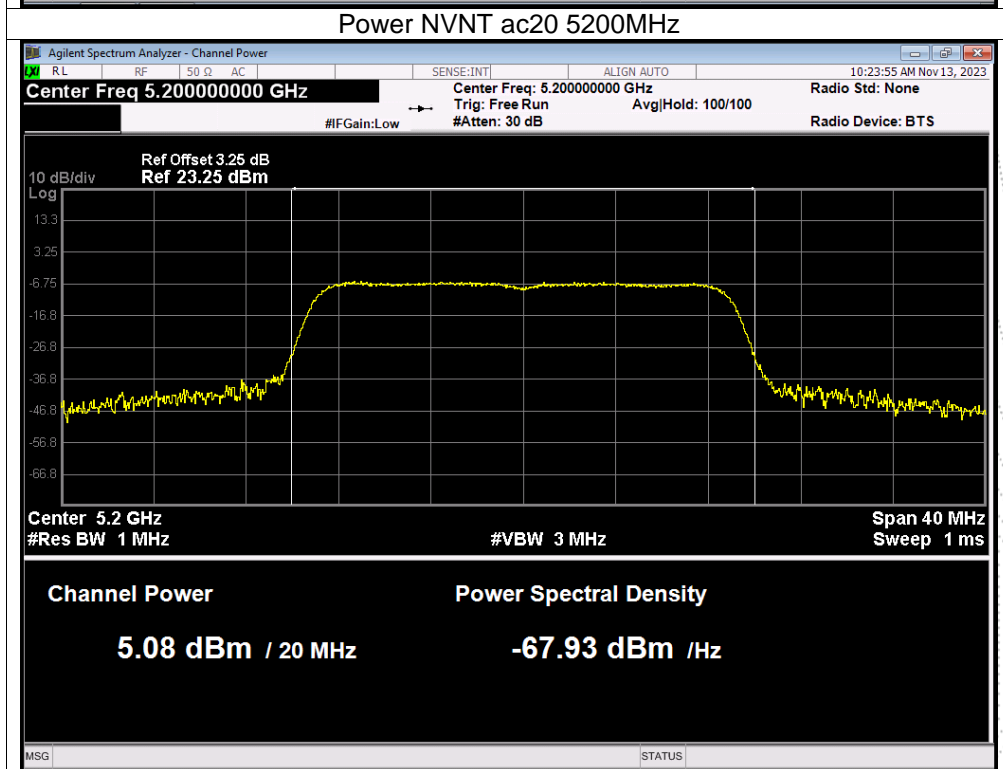 Power NVNT ac20 5200MHz
Agilent Spectrum Analyzer - Channel Power
LXI RL RF 50 Ω AC SENSE:INT ALIGN AUTO 10:23:55 AM Nov 13, 2023
Center Freq 5.200000000 GHz Center Freq: 5.200000000 GHz Radio Std: None
Trig: Free Run Avg|Hold: 100/100
#IFGain:Low #Atten: 30 dB Radio Device: BTS
Ref Offset 3.25 dB
10 dB/div Ref 23.25 dBm
Log
13.3
3.25
-6.75
-16.8
-26.8
-36.8
-46.8
-56.8
-66.8
Center 5.2 GHz Span 40 MHz
#Res BW 1 MHz #VBW 3 MHz Sweep 1 ms
Channel Power Power Spectral Density
5.08 dBm / 20 MHz -67.93 dBm /Hz
MSG STATUS